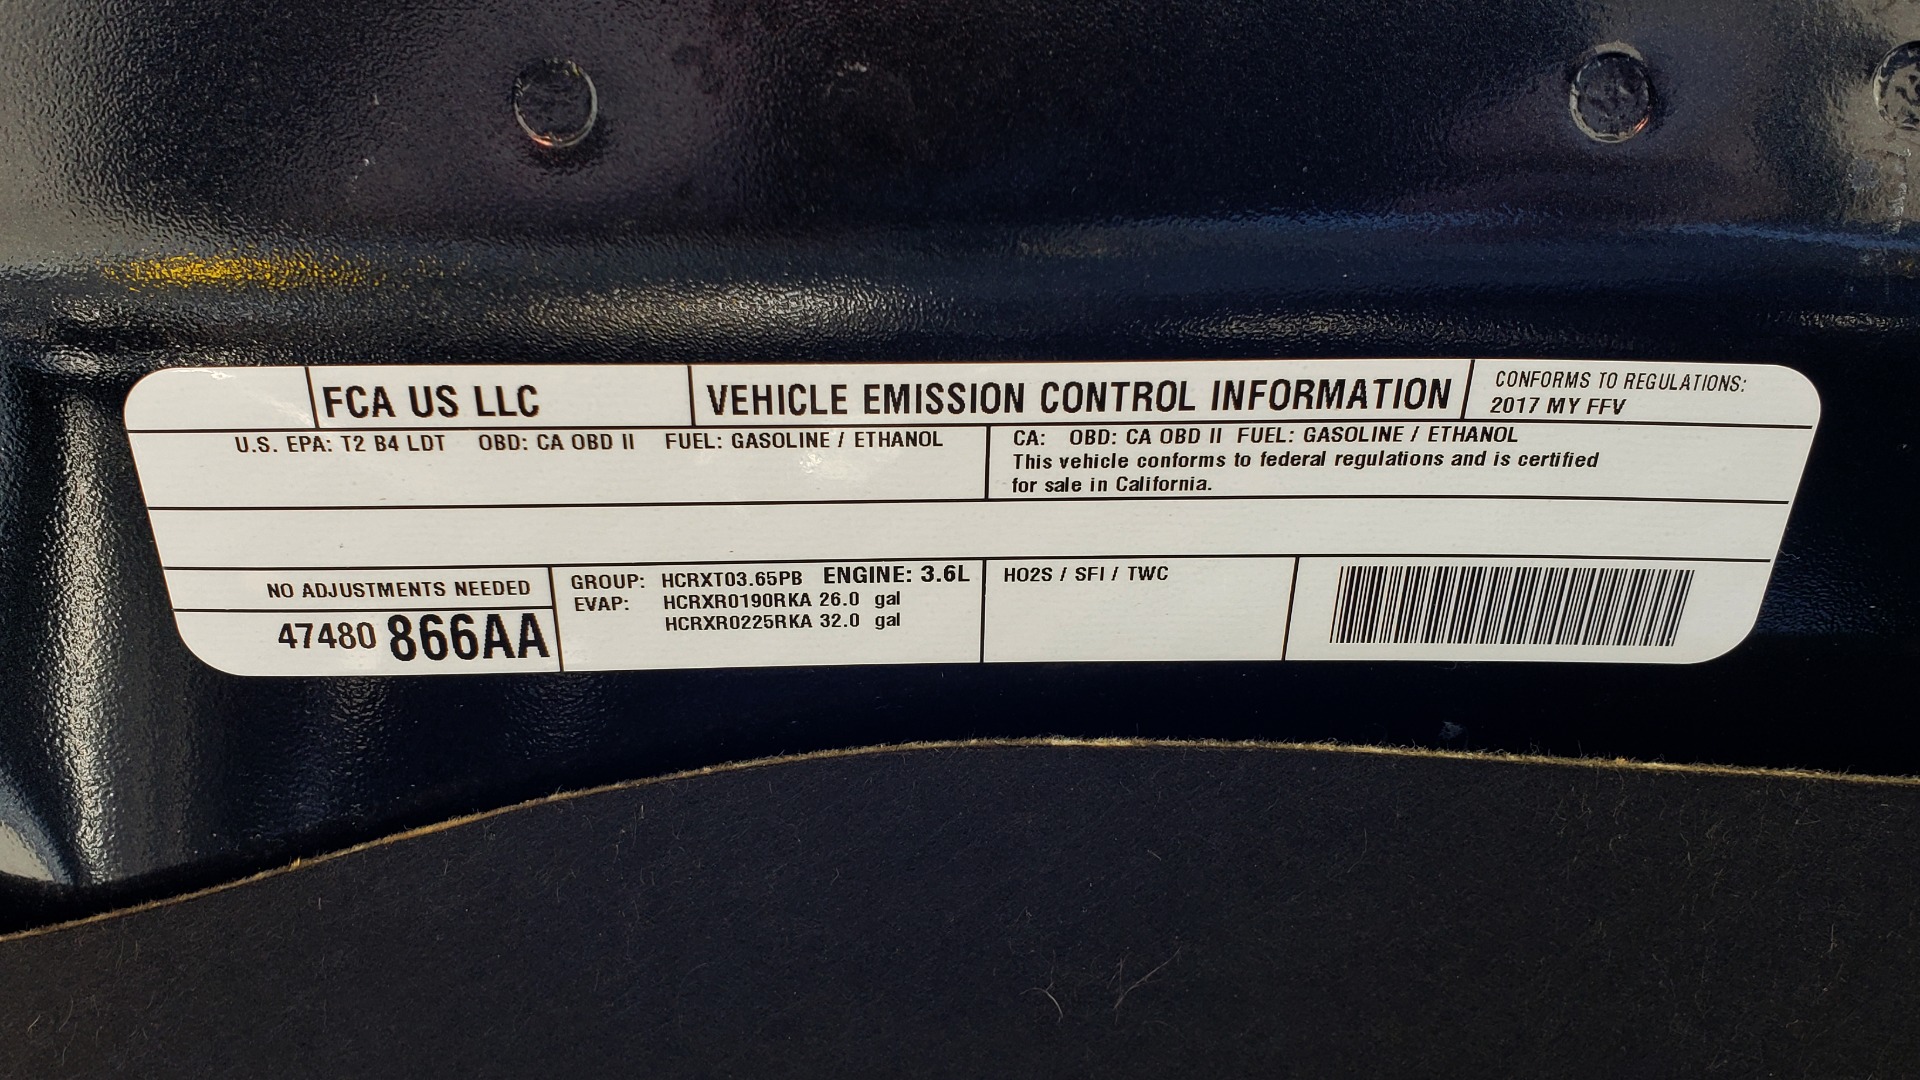 FCA US LLC VEHICLE EMISSION CONTROL INFORMATION CONFORMS TO REGULATIONS:
2017 MY FFV
U.S. EPA: T2 B4 LDT OBD: CA OBD II FUEL: GASOLINE / ETHANOL
CA: OBD: CA OBD II FUEL: GASOLINE / ETHANOL
This vehicle conforms to federal regulations and is certified
for sale in California.
NO ADJUSTMENTS NEEDED
47480 866AA
GROUP: HCRXT03.65PB ENGINE: 3.6L
EVAP: HCRXR0190RKA 26.0 gal
HCRXR0225RKA 32.0 gal
HO2S / SFI / TWC